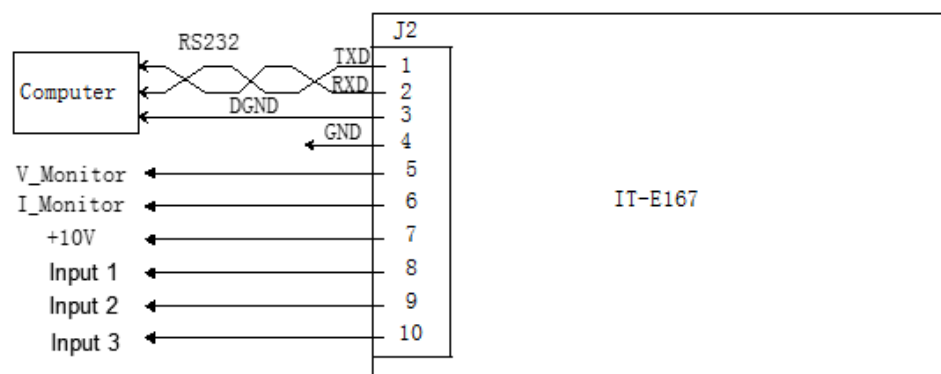 J2
RS232
TXD
1
Computer
RXD
2
DGND
3
GND
4
V_Monitor
5
I_Monitor
6
IT-E167
+10V
7
Input 1
8
Input 2
9
Input 3
10